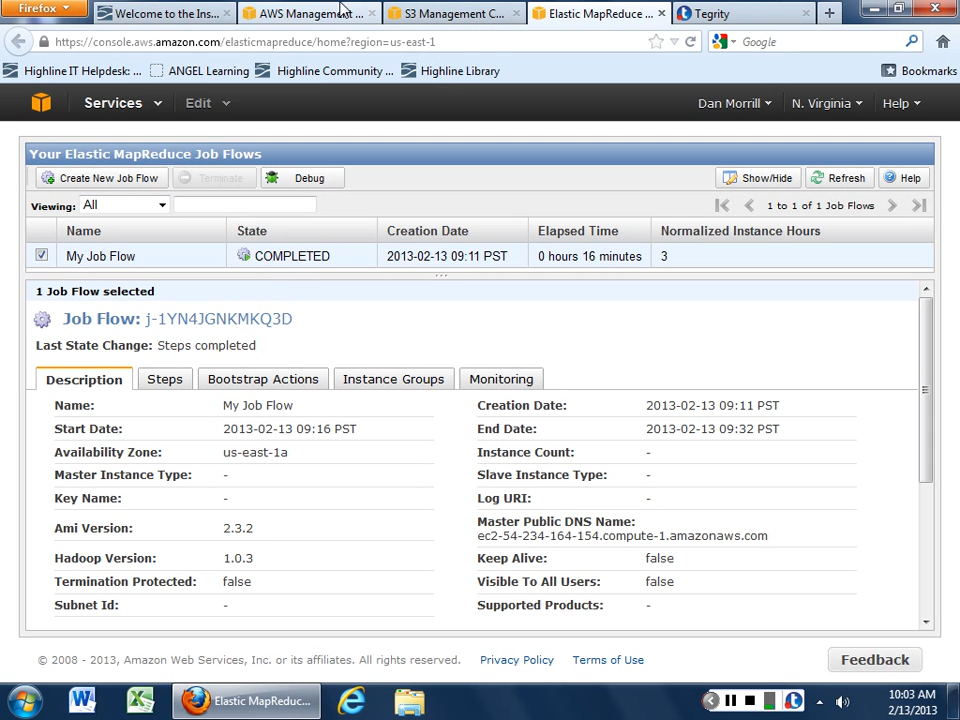 Firefox
Welcome to the Ins...
AWS Management ...
S3 Management C...
Elastic MapReduce ...
Tegrity
https://console.aws.amazon.com/elasticmapreduce/home?region=us-east-1
Google
Highline IT Helpdesk: ...
ANGEL Learning
Highline Community ...
Highline Library
Bookmarks
Services
Edit
Dan Morrill
N. Virginia
Help
Your Elastic MapReduce Job Flows
Create New Job Flow
Terminate
Debug
Show/Hide
Refresh
Help
Viewing: All
1 to 1 of 1 Job Flows
Name State Creation Date Elapsed Time Normalized Instance Hours
My Job Flow COMPLETED 2013-02-13 09:11 PST 0 hours 16 minutes 3
1 Job Flow selected
Job Flow: j-1YN4JGNKMKQ3D
Last State Change: Steps completed
Description
Steps
Bootstrap Actions
Instance Groups
Monitoring
Name: My Job Flow
Creation Date: 2013-02-13 09:11 PST
Start Date: 2013-02-13 09:16 PST
End Date: 2013-02-13 09:32 PST
Availability Zone: us-east-1a
Instance Count: -
Master Instance Type: -
Slave Instance Type: -
Key Name: -
Log URI: -
Ami Version: 2.3.2
Master Public DNS Name:
ec2-54-234-164-154.compute-1.amazonaws.com
Hadoop Version: 1.0.3
Keep Alive: false
Termination Protected: false
Visible To All Users: false
Subnet Id: -
Supported Products: -
© 2008 - 2013, Amazon Web Services, Inc. or its affiliates. All rights reserved.
Privacy Policy
Terms of Use
Feedback
Elastic MapReduc...
10:03 AM
2/13/2013